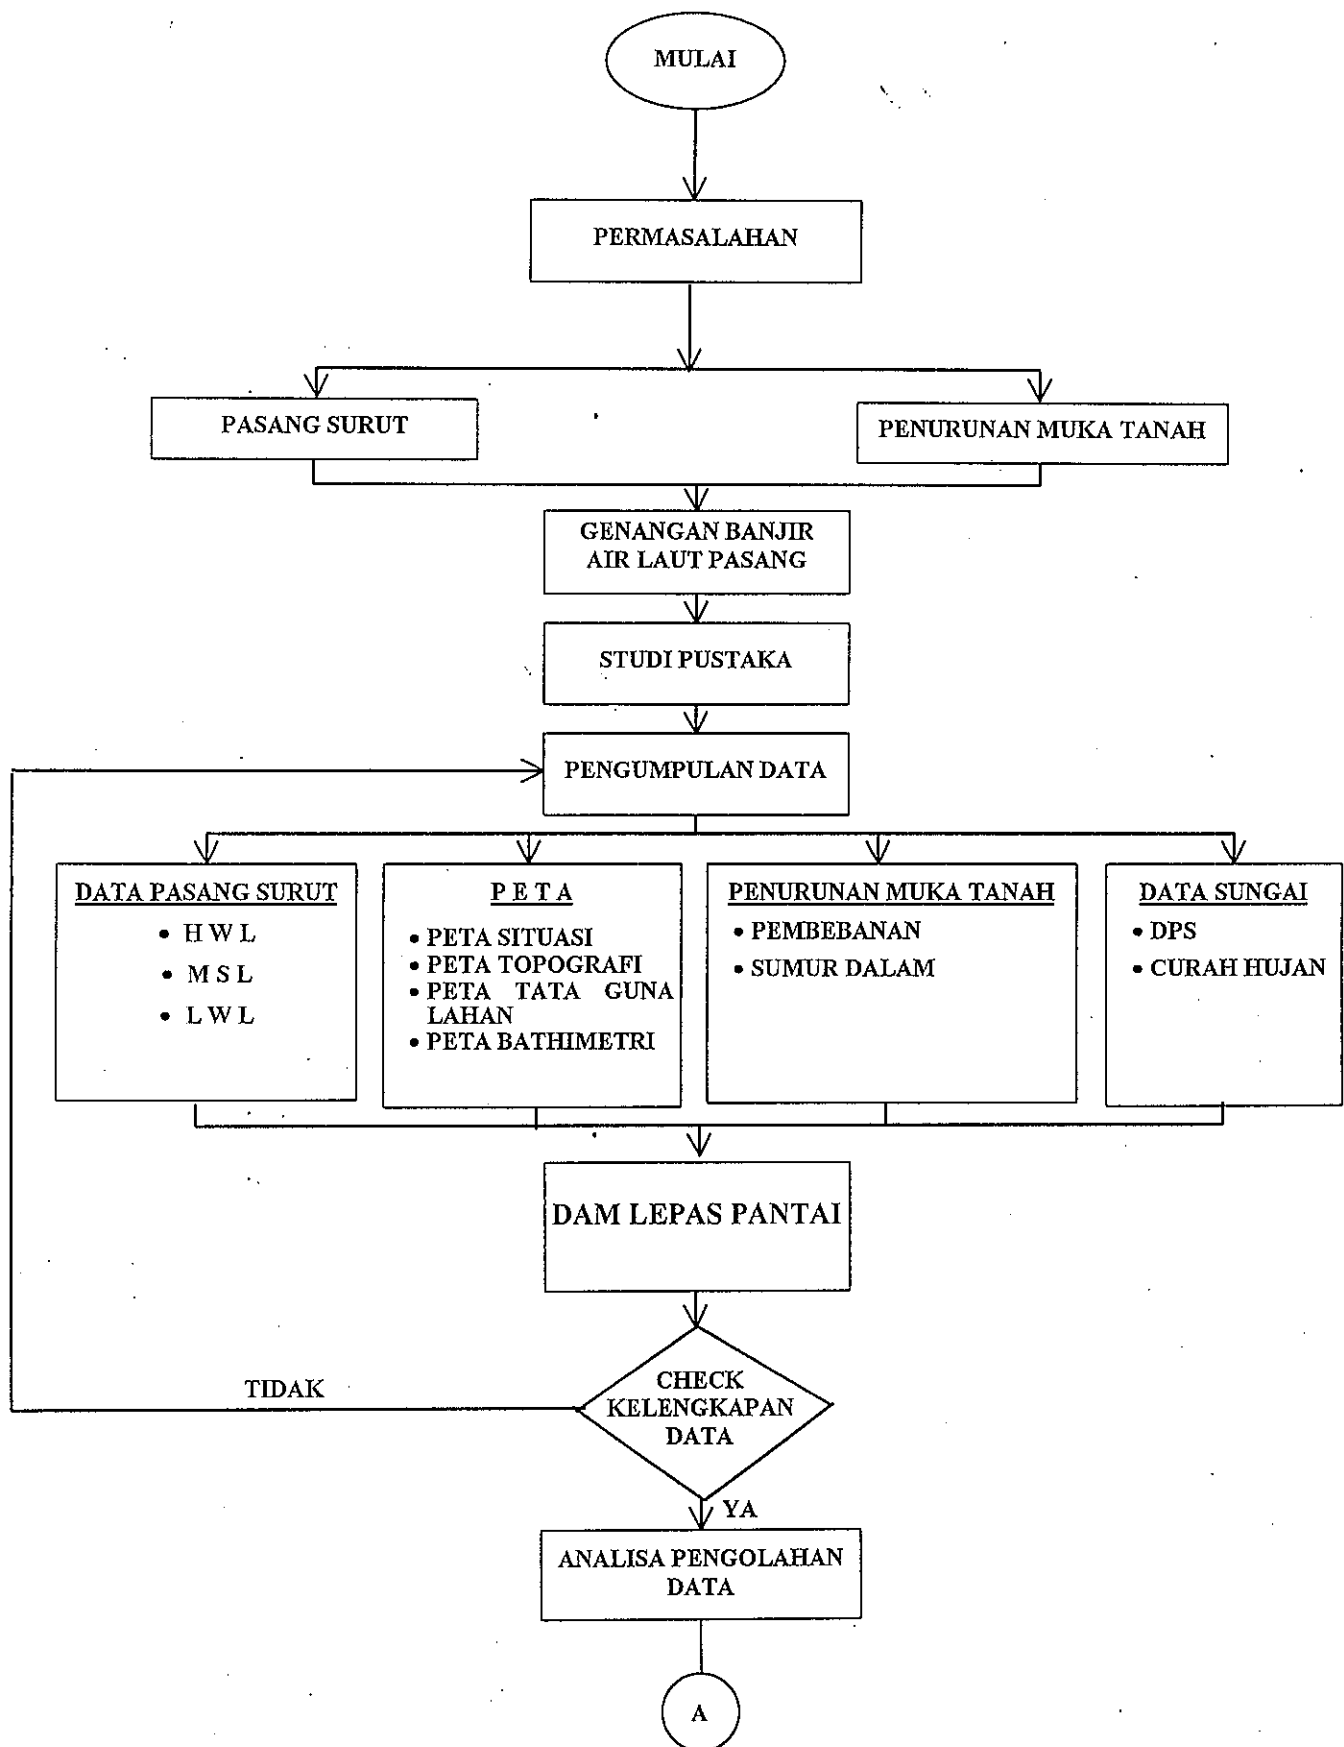 MULAI
PERMASALAHAN
PASANG SURUT
PENURUNAN MUKA TANAH
GENANGAN BANJIR
AIR LAUT PASANG
STUDI PUSTAKA
PENGUMPULAN DATA
DATA PASANG SURUT
• H W L
• M S L
• L W L
P E T A
• PETA SITUASI
• PETA TOPOGRAFI
• PETA TATA GUNA
LAHAN
• PETA BATHIMETRI
PENURUNAN MUKA TANAH
• PEMBEBANAN
• SUMUR DALAM
DATA SUNGAI
• DPS
• CURAH HUJAN
DAM LEPAS PANTAI
CHECK
KELENGKAPAN
DATA
TIDAK
YA
ANALISA PENGOLAHAN
DATA
A